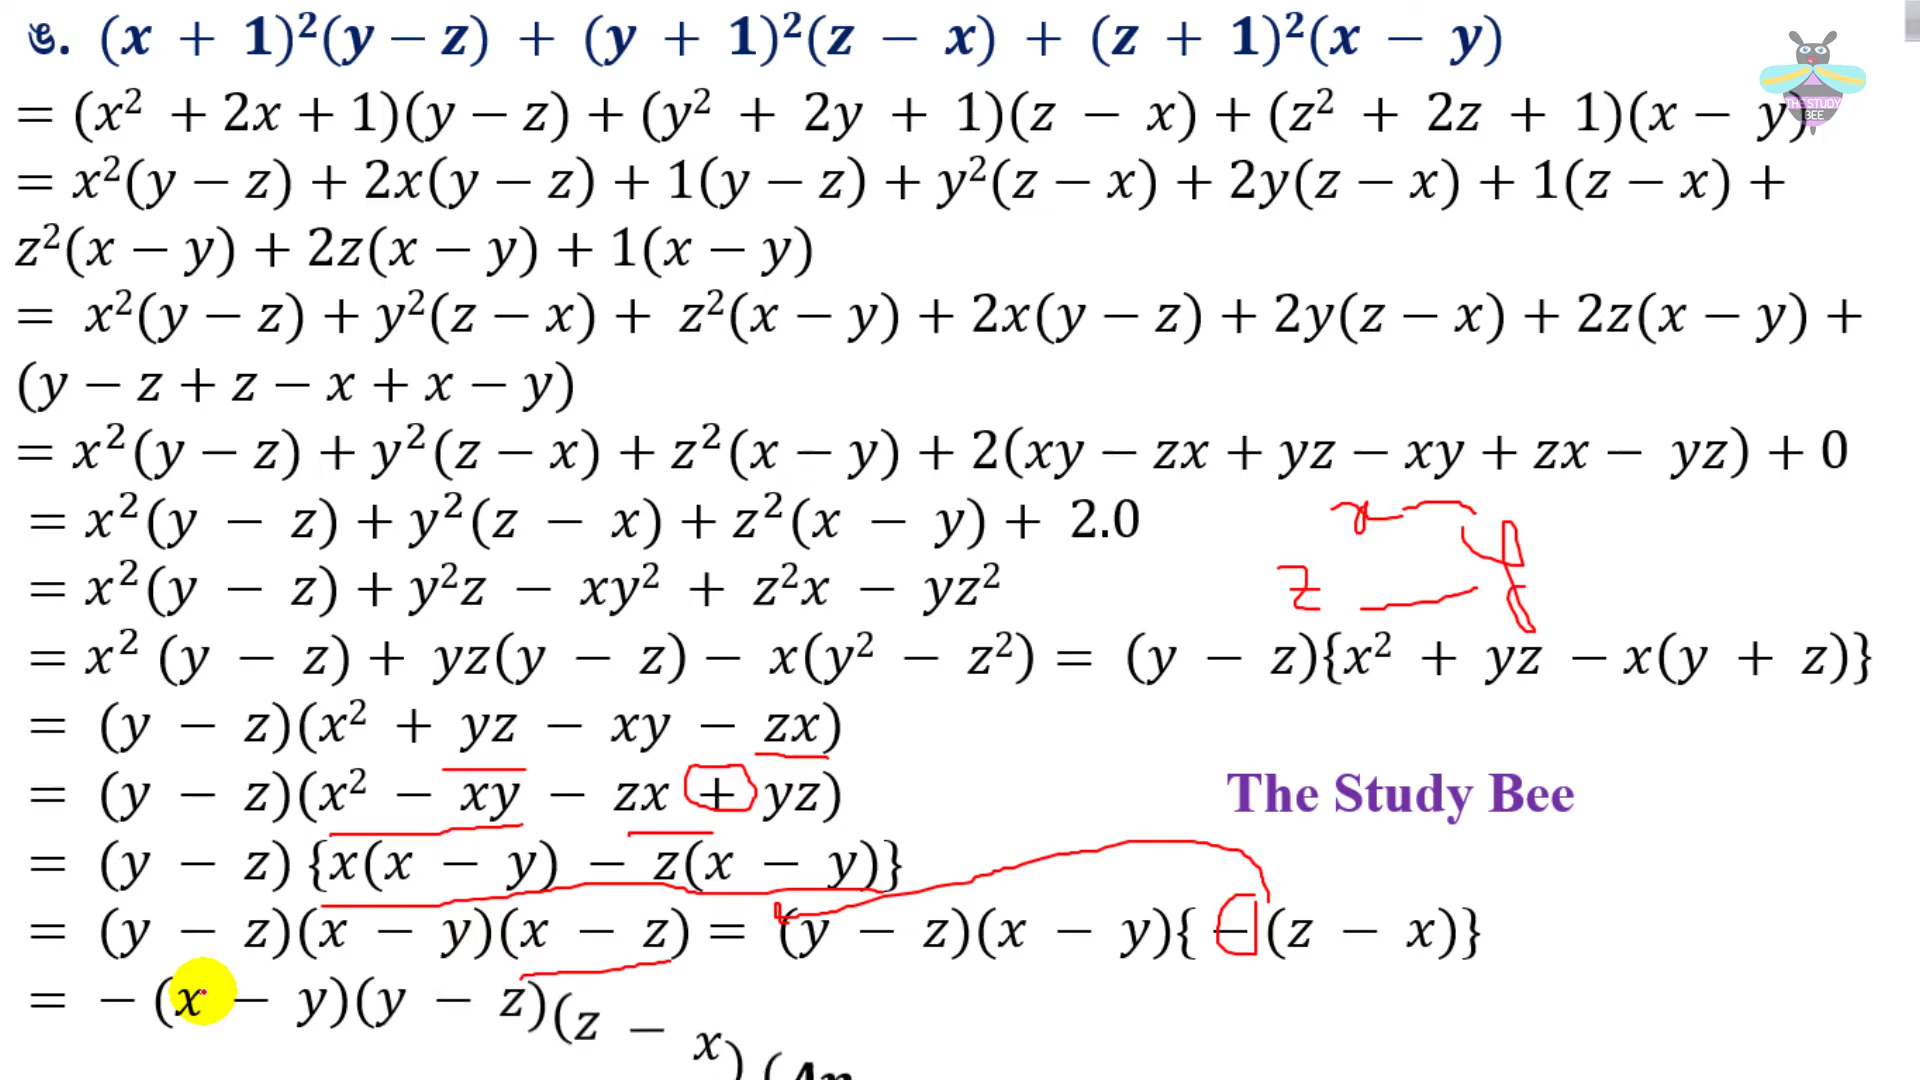 ঙ. (x + 1)²(y − z) + (y + 1)²(z − x) + (z + 1)²(x − y)
THE STUDY
BEE
= (x² + 2x + 1)(y − z) + (y² + 2y + 1)(z − x) + (z² + 2z + 1)(x − y)
= x²(y − z) + 2x(y − z) + 1(y − z) + y²(z − x) + 2y(z − x) + 1(z − x) +
z²(x − y) + 2z(x − y) + 1(x − y)
= x²(y − z) + y²(z − x) + z²(x − y) + 2x(y − z) + 2y(z − x) + 2z(x − y) +
(y − z + z − x + x − y)
= x²(y − z) + y²(z − x) + z²(x − y) + 2(xy − zx + yz − xy + zx − yz) + 0
= x²(y − z) + y²(z − x) + z²(x − y) + 2.0
x
z
y
= x²(y − z) + y²z − xy² + z²x − yz²
= x² (y − z) + yz(y − z) − x(y² − z²) = (y − z){x² + yz − x(y + z)}
= (y − z)(x² + yz − xy − zx)
= (y − z)(x² − xy − zx + yz)
The Study Bee
= (y − z) {x(x − y) − z(x − y)}
= (y − z)(x − y)(x − z) = (y − z)(x − y){ −(z − x)}
= −(x − y)(y − z)(z − x)